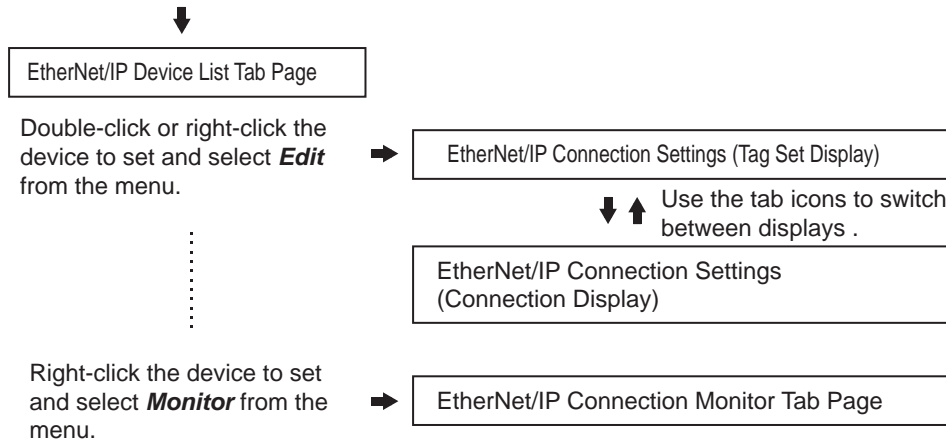 EtherNet/IP Device List Tab Page
Double-click or right-click the
device to set and select Edit
from the menu.
EtherNet/IP Connection Settings (Tag Set Display)
Use the tab icons to switch
between displays .
EtherNet/IP Connection Settings
(Connection Display)
Right-click the device to set
and select Monitor from the
menu.
EtherNet/IP Connection Monitor Tab Page